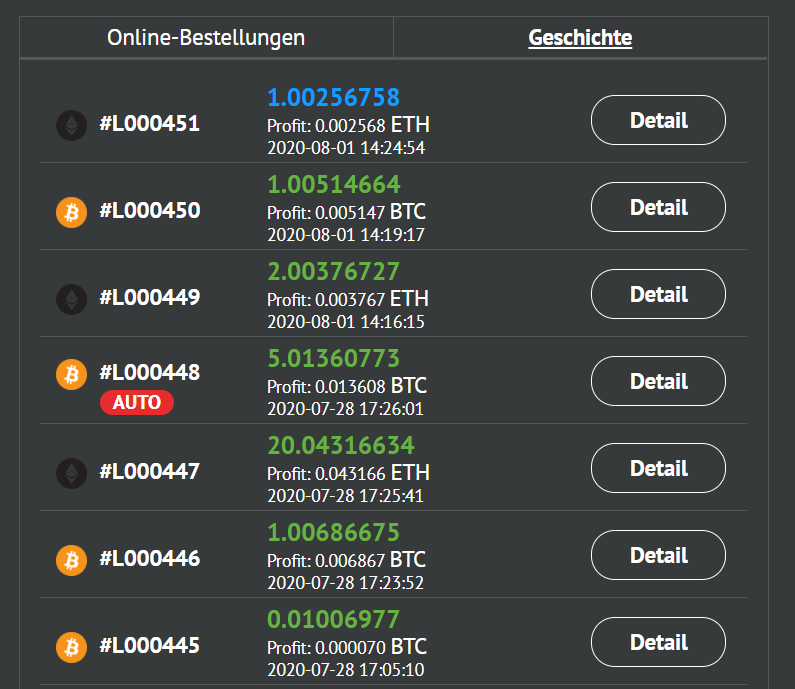 Online-Bestellungen
Geschichte
#L000451
1.00256758
Profit: 0.002568 ETH
2020-08-01 14:24:54
Detail
#L000450
1.00514664
Profit: 0.005147 BTC
2020-08-01 14:19:17
Detail
#L000449
2.00376727
Profit: 0.003767 ETH
2020-08-01 14:16:15
Detail
#L000448
AUTO
5.01360773
Profit: 0.013608 BTC
2020-07-28 17:26:01
Detail
#L000447
20.04316634
Profit: 0.043166 ETH
2020-07-28 17:25:41
Detail
#L000446
1.00686675
Profit: 0.006867 BTC
2020-07-28 17:23:52
Detail
#L000445
0.01006977
Profit: 0.000070 BTC
2020-07-28 17:05:10
Detail